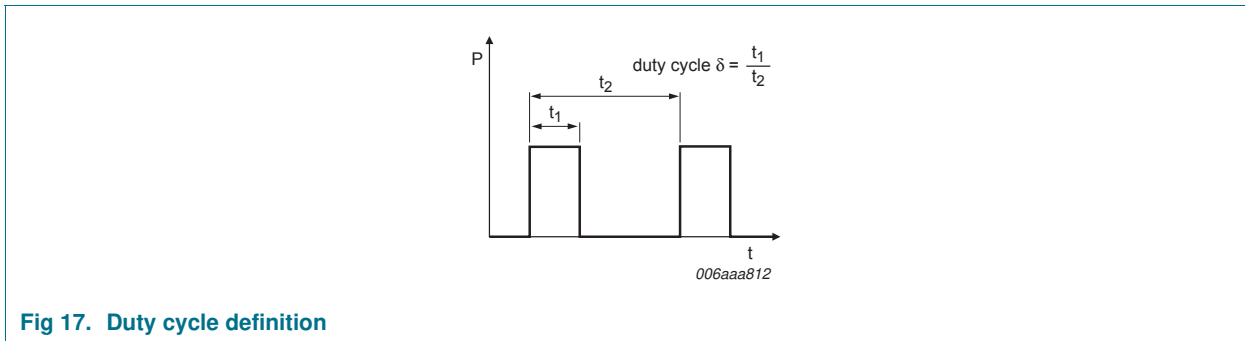 P
duty cycle δ = t₁/t₂
t₂
t₁
t
006aaa812
Fig 17. Duty cycle definition